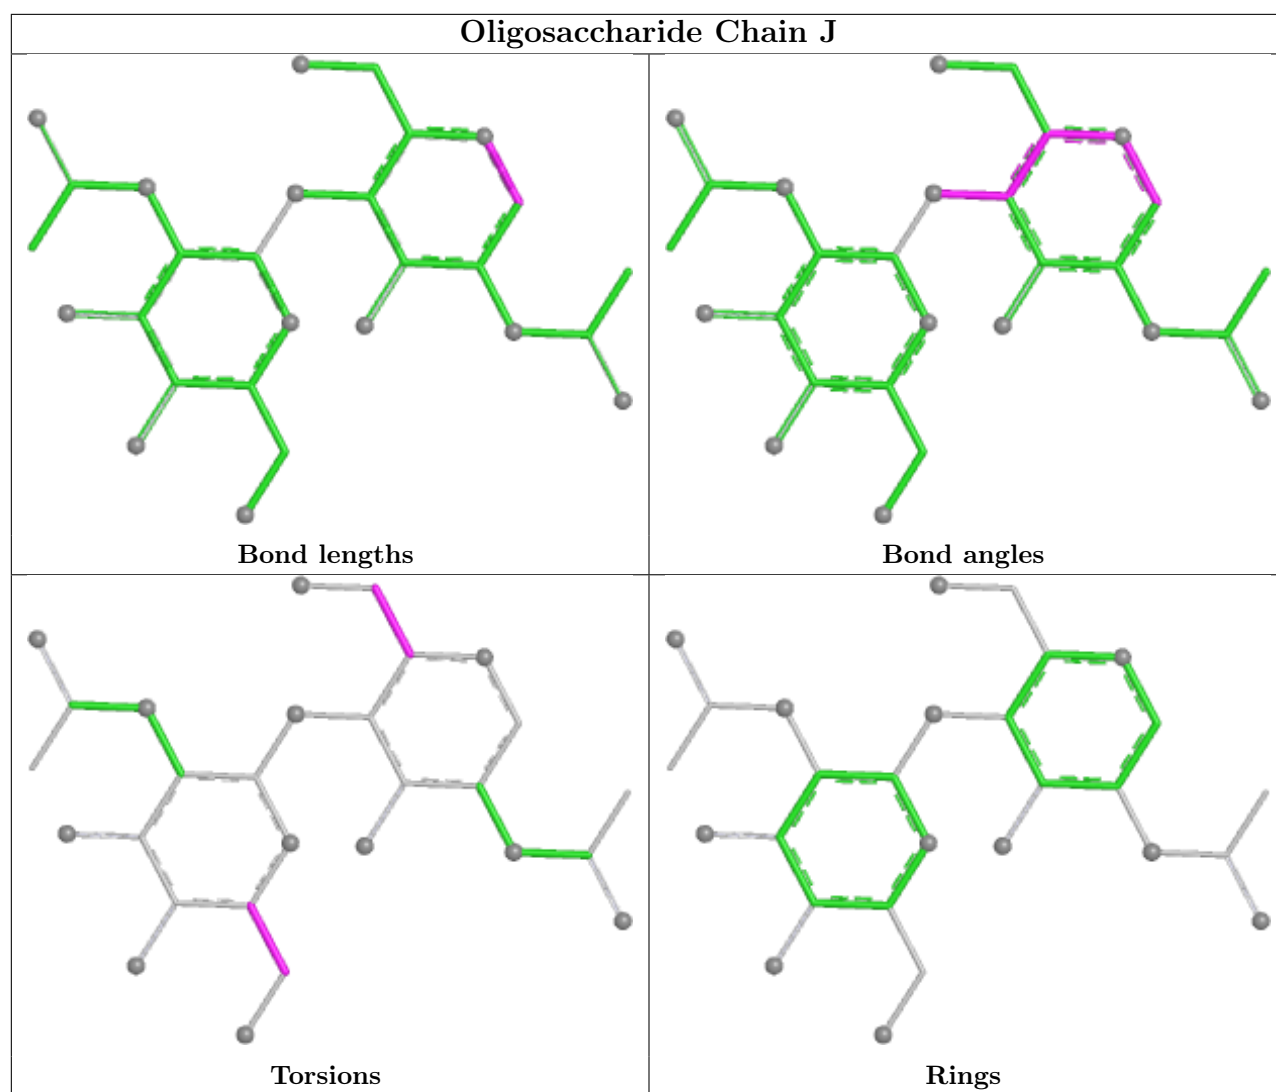 Oligosaccharide Chain J
Bond lengths
Bond angles
Torsions
Rings